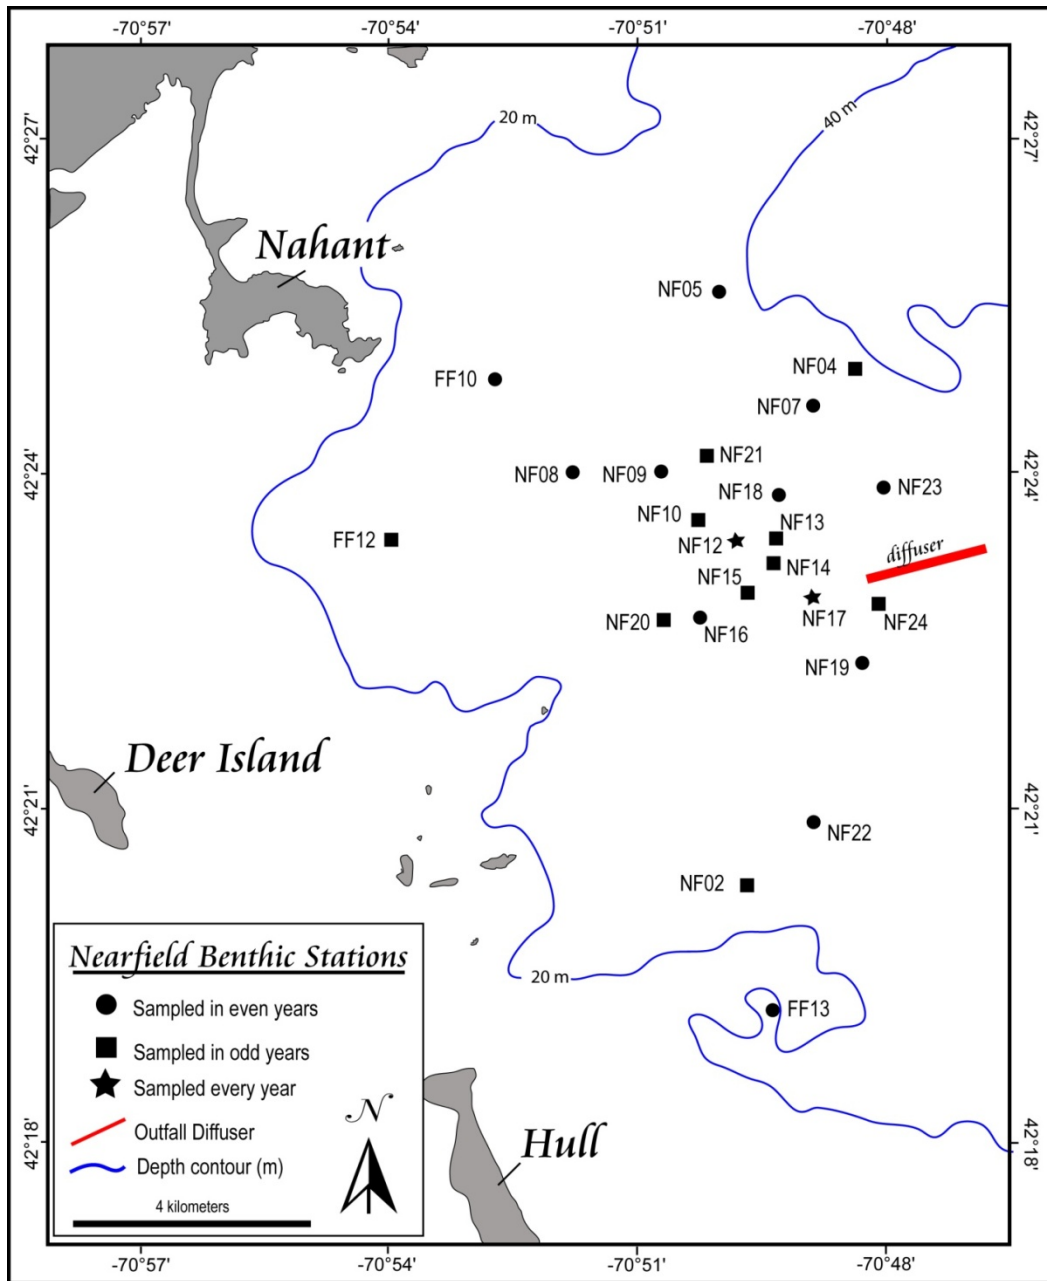 -70°57'
-70°54'
-70°51'
-70°48'
20 m
40 m
42°27'
42°27'
Nahant
NF05
NF04
FF10
NF07
NF21
42°24'
NF08
NF09
42°24'
NF18
NF23
NF10
NF13
FF12
NF12
diffuser
NF14
NF15
NF20
NF16
NF17
NF24
NF19
Deer Island
42°21'
42°21'
NF22
NF02
20 m
FF13
Nearfield Benthic Stations
Sampled in even years
Sampled in odd years
Sampled every year
Outfall Diffuser
Depth contour (m)
4 kilometers
N
Hull
42°18'
42°18'
-70°57'
-70°54'
-70°51'
-70°48'